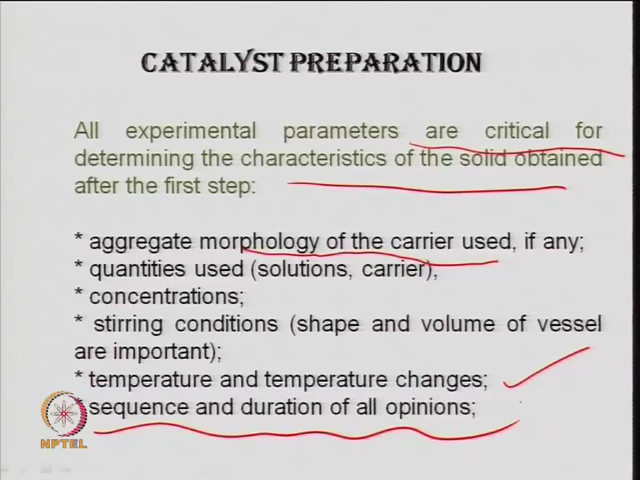 CATALYST PREPARATION
All experimental parameters are critical for
determining the characteristics of the solid obtained
after the first step:
* aggregate morphology of the carrier used, if any;
* quantities used (solutions, carrier),
* concentrations;
* stirring conditions (shape and volume of vessel
are important);
* temperature and temperature changes;
* sequence and duration of all opinions;
NPTEL